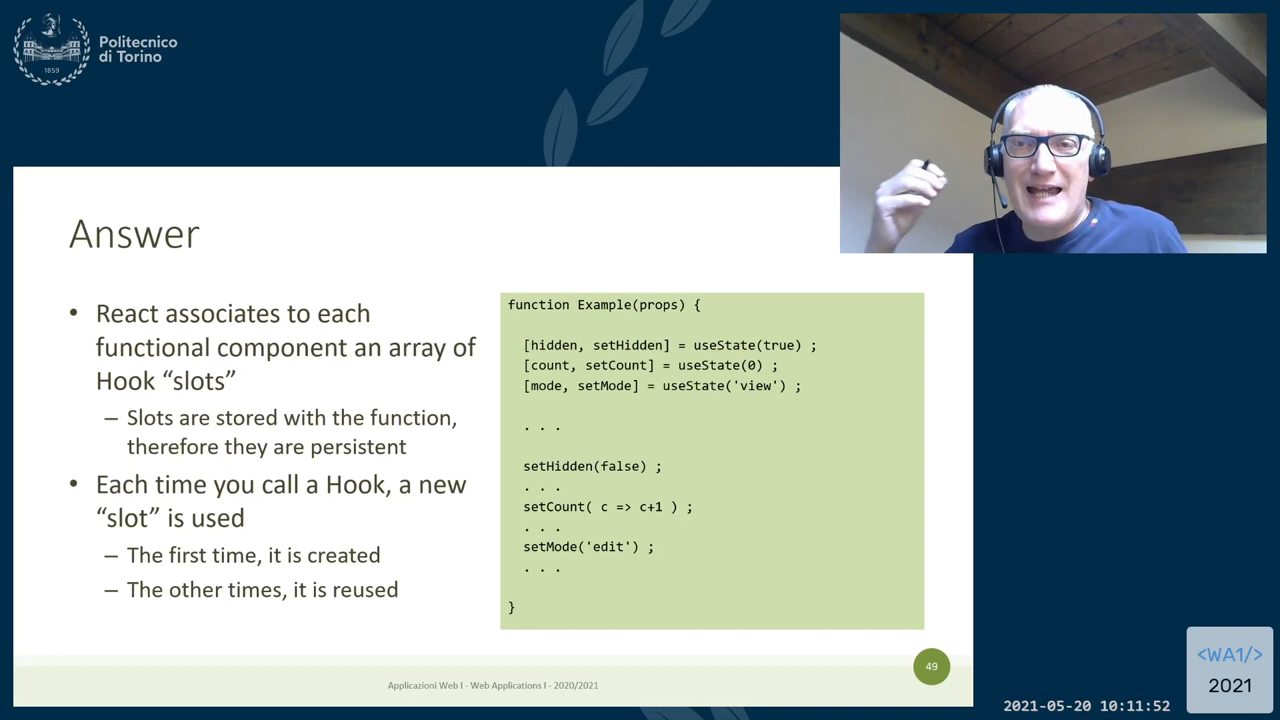 Politecnico
di Torino
1859
Answer
• React associates to each
functional component an array of
Hook “slots”
– Slots are stored with the function,
therefore they are persistent
• Each time you call a Hook, a new
“slot” is used
– The first time, it is created
– The other times, it is reused
function Example(props) {
[hidden, setHidden] = useState(true) ;
[count, setCount] = useState(0) ;
[mode, setMode] = useState('view') ;
. . .
setHidden(false) ;
. . .
setCount( c => c+1 ) ;
. . .
setMode('edit') ;
. . .
}
49
Applicazioni Web I - Web Applications I - 2020/2021
<WA1/>
2021
2021-05-20 10:11:52